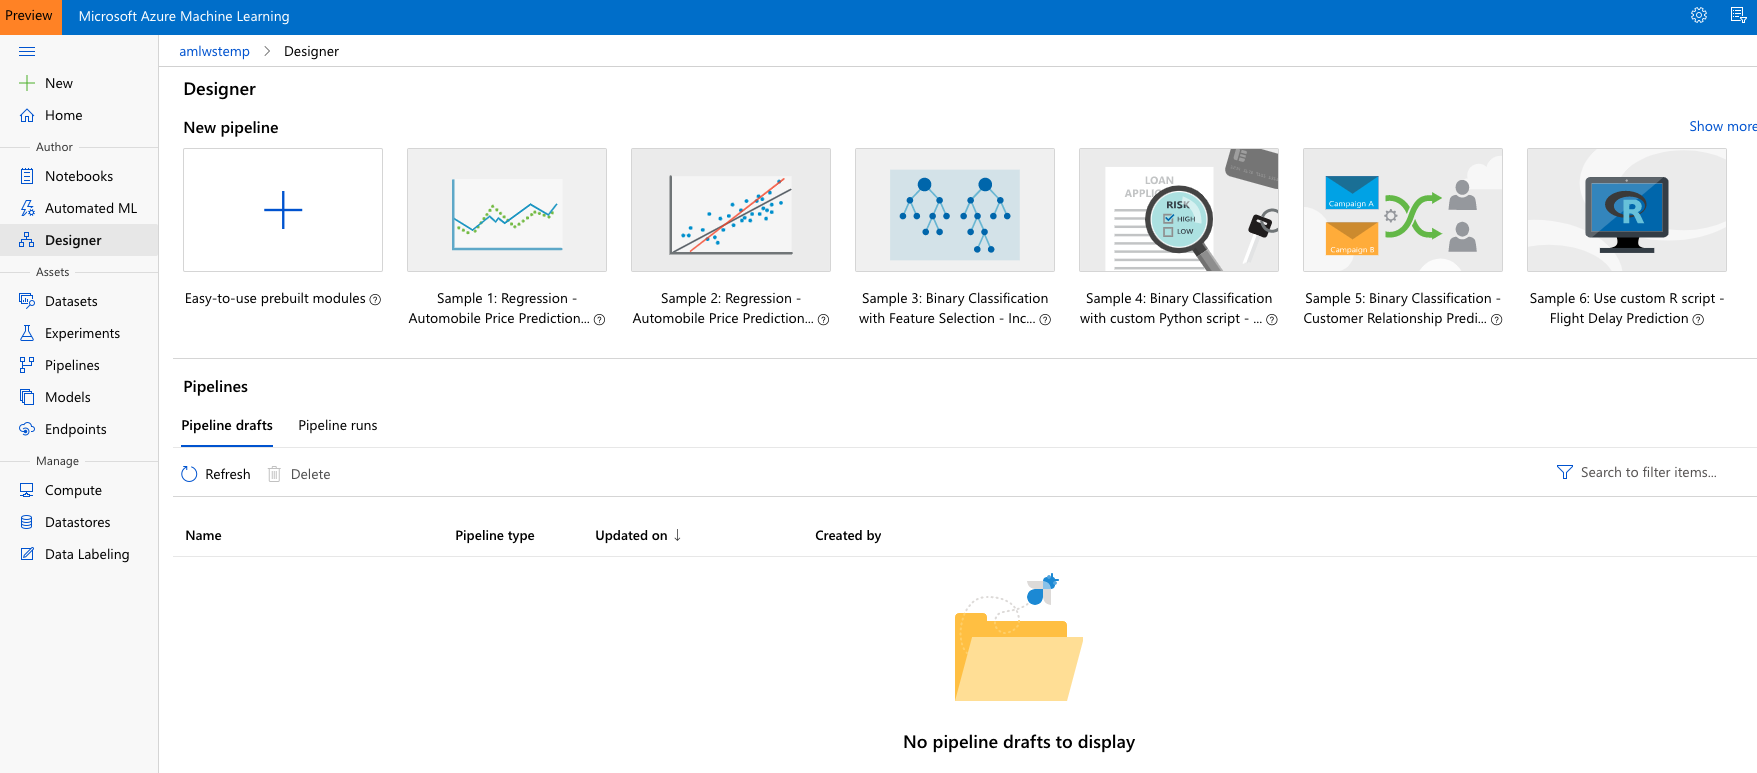 Preview
Microsoft Azure Machine Learning
amlwstemp > Designer
New
Home
Author
Notebooks
Automated ML
Designer
Assets
Datasets
Experiments
Pipelines
Models
Endpoints
Manage
Compute
Datastores
Data Labeling
Designer
New pipeline
Show more
LOAN
APPLIC
RISK
HIGH
LOW
Campaign A
Campaign B
R
Easy-to-use prebuilt modules
Sample 1: Regression -
Automobile Price Prediction...
Sample 2: Regression -
Automobile Price Prediction...
Sample 3: Binary Classification
with Feature Selection - Inc...
Sample 4: Binary Classification
with custom Python script - ...
Sample 5: Binary Classification -
Customer Relationship Predi...
Sample 6: Use custom R script -
Flight Delay Prediction
Pipelines
Pipeline drafts Pipeline runs
Refresh Delete
Search to filter items...
Name Pipeline type Updated on ↓ Created by
No pipeline drafts to display